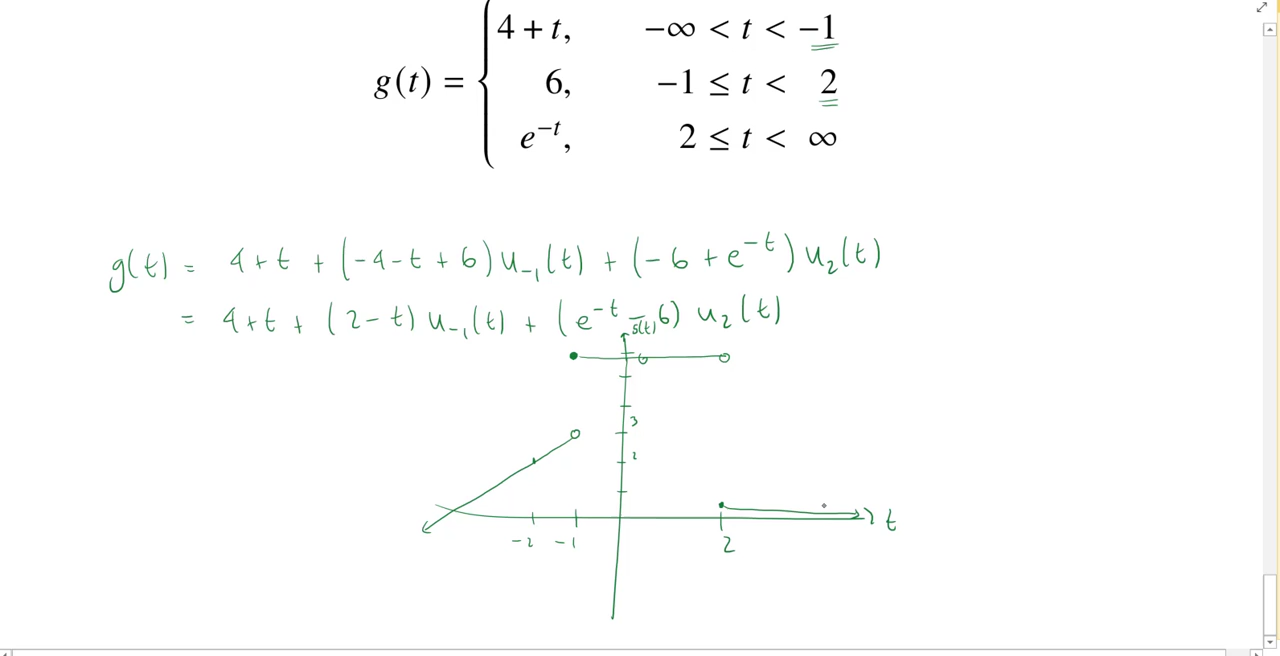 4 + t, −∞ < t < −1
g(t) = { 6, −1 ≤ t < 2
e^{−t}, 2 ≤ t < ∞
g(t) = 4+t + (-4-t+6)u_{-1}(t) + (-6+e^{-t})u_2(t)
= 4+t + (2-t)u_{-1}(t) + (e^{-t}-6)u_2(t)
6
3
2
-2 -1 2 t